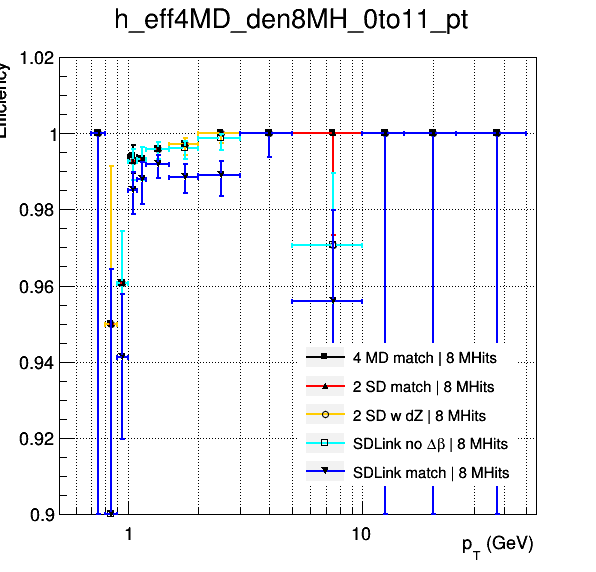 h_eff4MD_den8MH_0to11_pt
Efficiency
1.02
1
0.98
0.96
0.94
0.92
0.9
4 MD match | 8 MHits
2 SD match | 8 MHits
2 SD w dZ | 8 MHits
SDLink no Δβ | 8 MHits
SDLink match | 8 MHits
1
10
p_T (GeV)